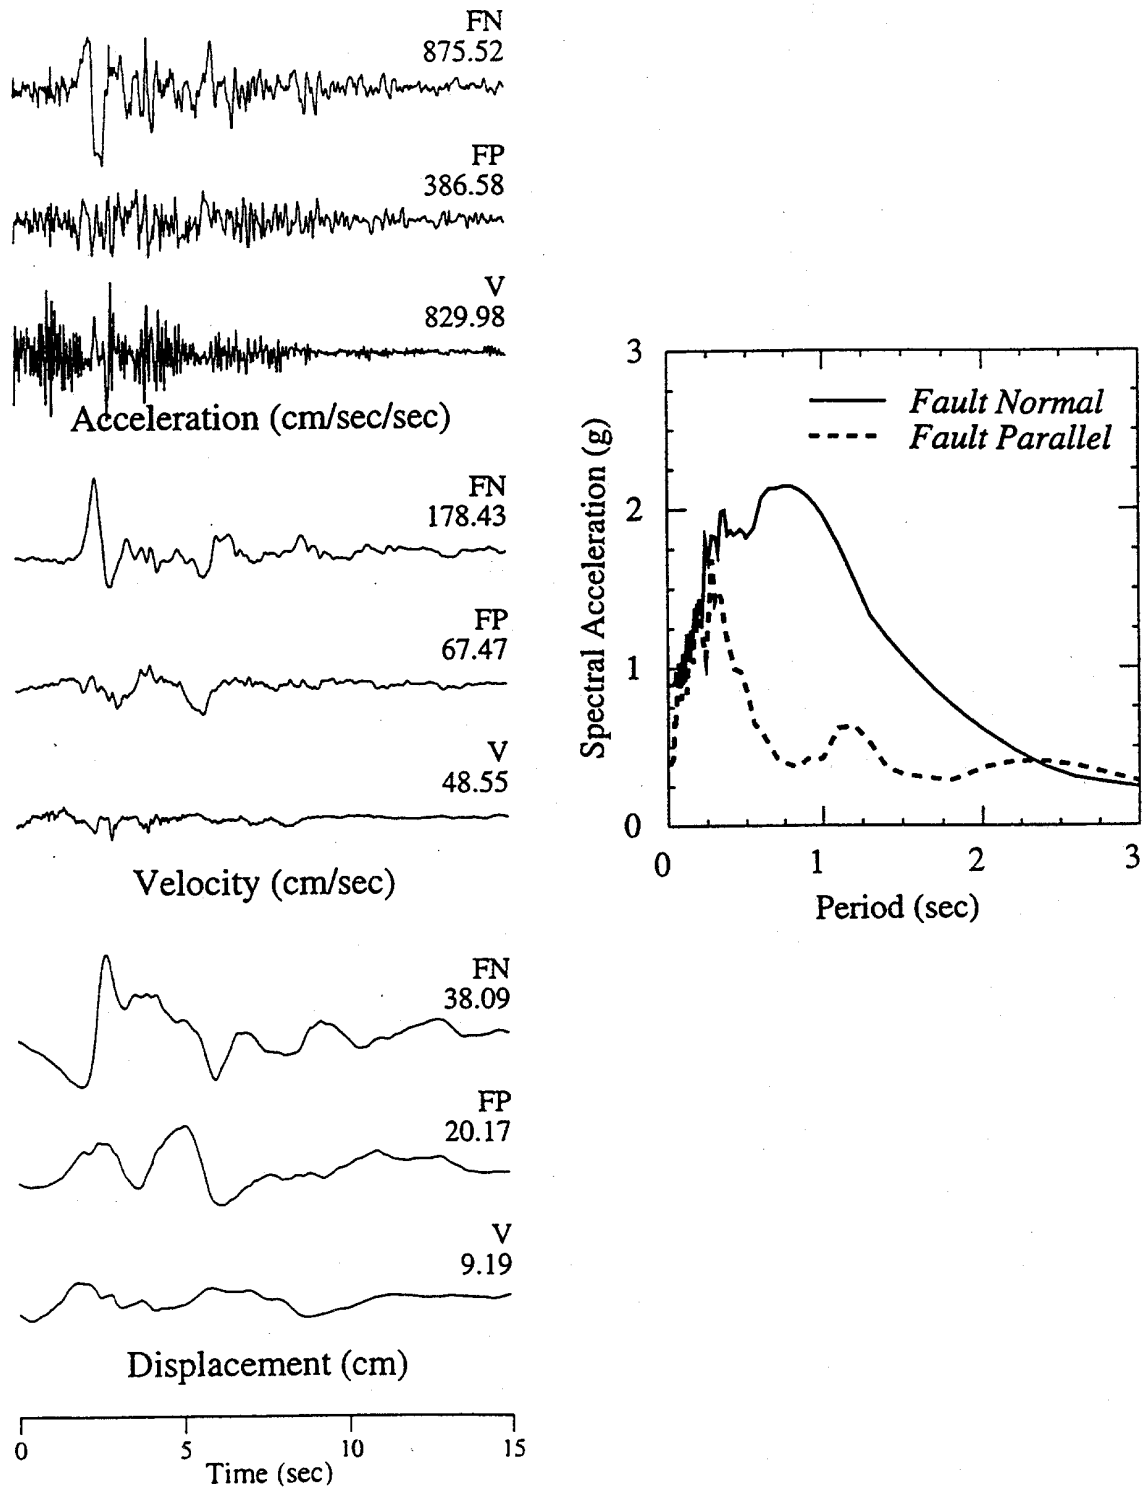 FN
875.52
FP
386.58
V
829.98
Acceleration (cm/sec/sec)
FN
178.43
FP
67.47
V
48.55
Velocity (cm/sec)
FN
38.09
FP
20.17
V
9.19
Displacement (cm)
0 5 10 15
Time (sec)
3
2
1
0
Spectral Acceleration (g)
Fault Normal
Fault Parallel
0 1 2 3
Period (sec)